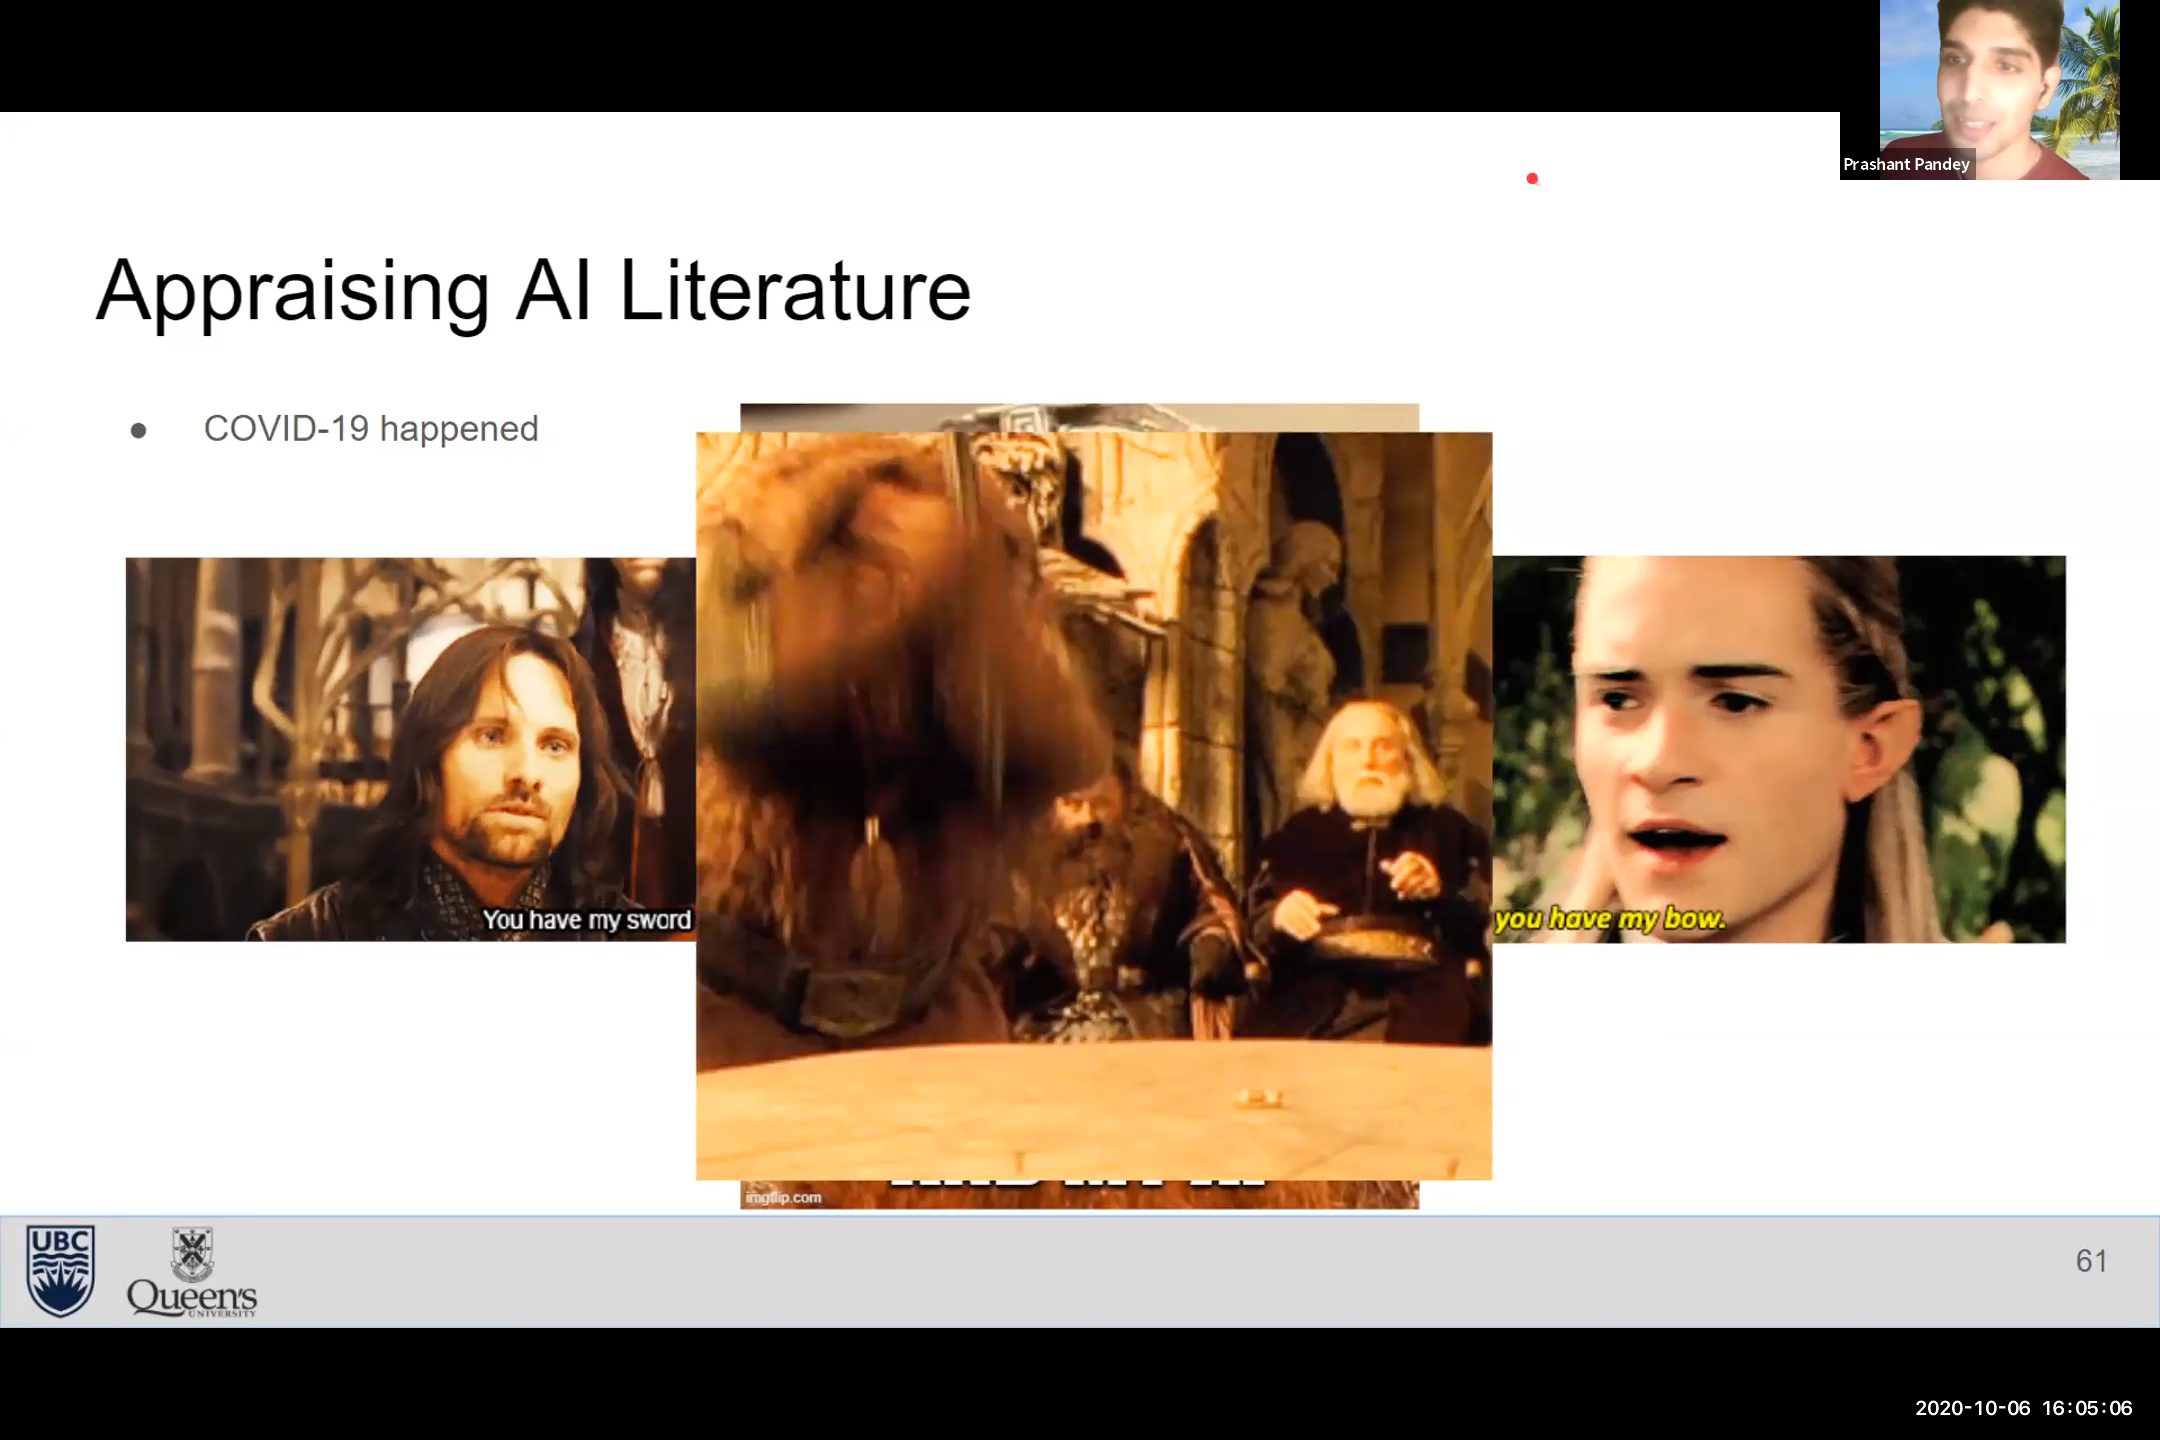 Prashant Pandey
Appraising AI Literature
● COVID-19 happened
You have my sword
you have my bow.
imgflip.com
UBC
Queen's
UNIVERSITY
61
2020-10-06 16:05:06